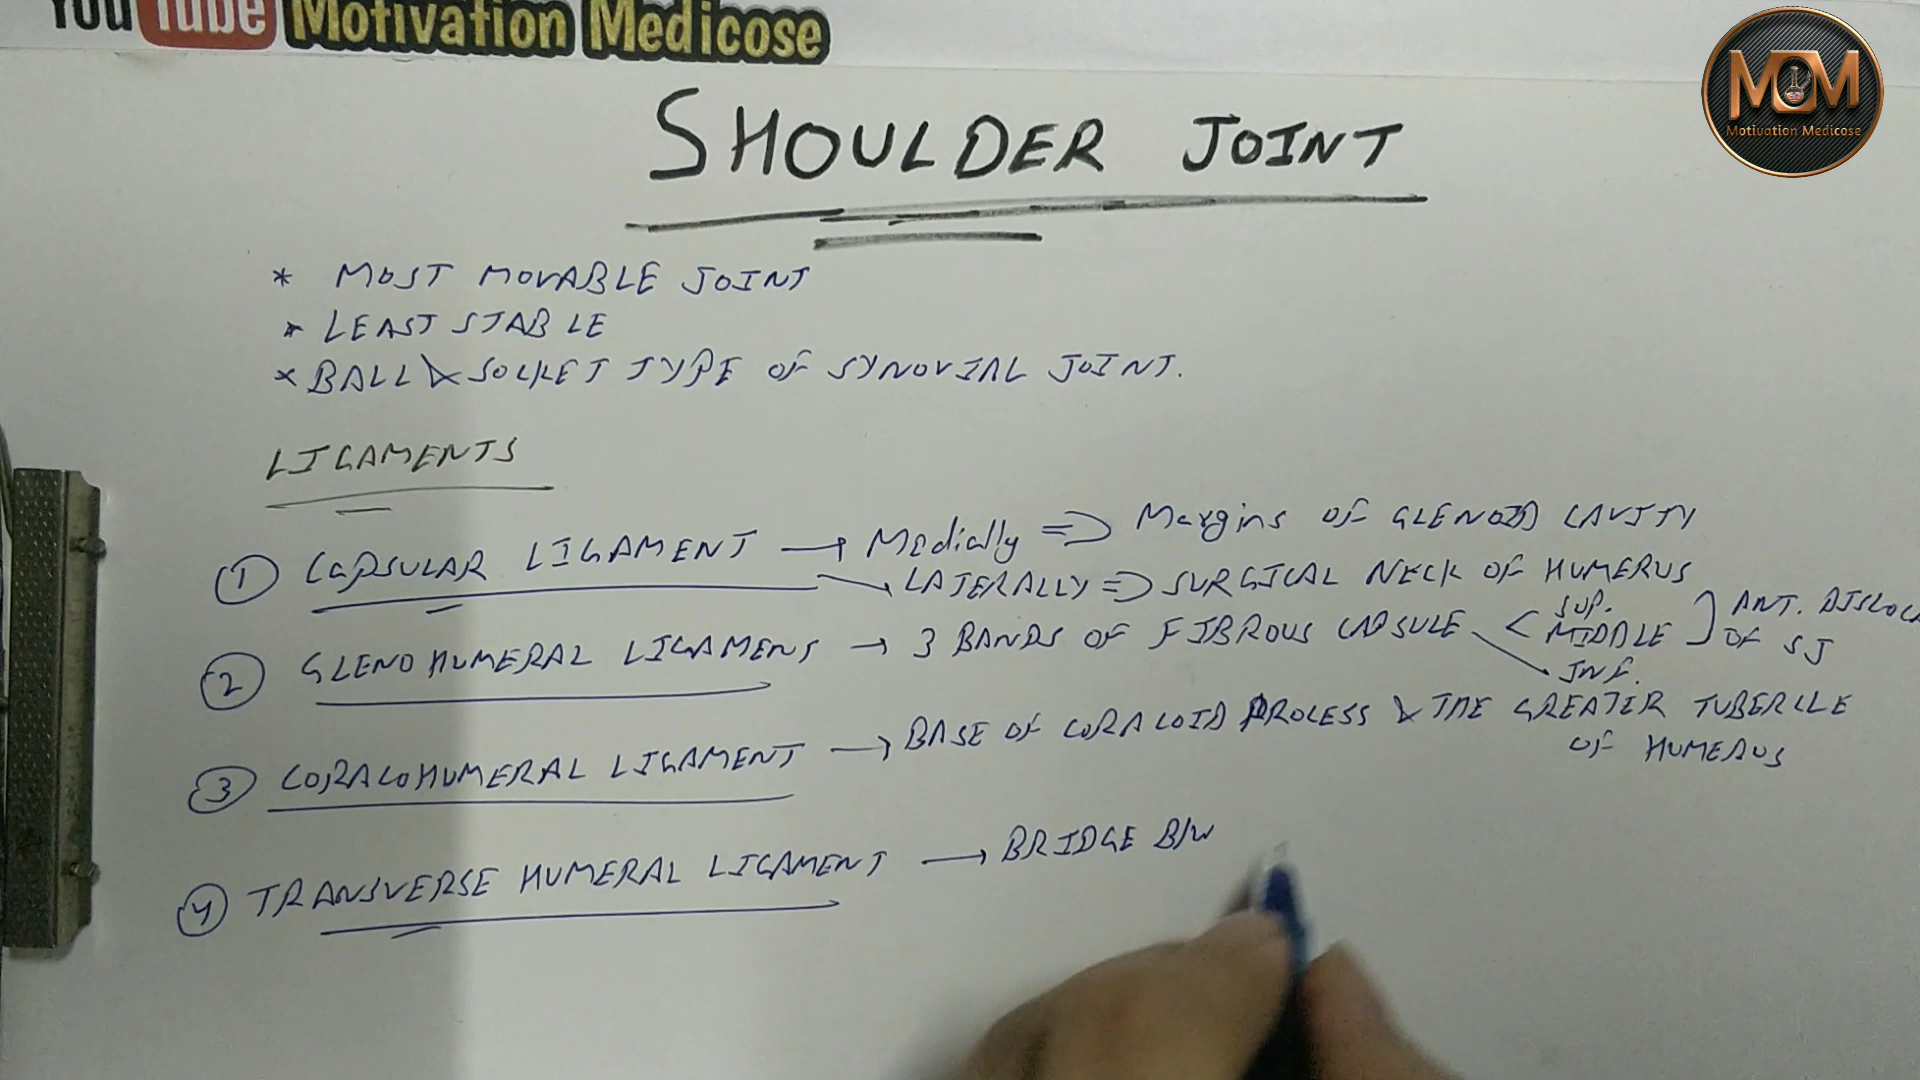 YouTube Motivation Medicose
MOM
Motivation Medicose
SHOULDER JOINT
* MOST MOVABLE JOINT
* LEAST STABLE
* BALL & SOCKET TYPE OF SYNOVIAL JOINT.
LIGAMENTS
① CAPSULAR LIGAMENT → Medially ⇒ Margins OF GLENOID CAVITY
→ LATERALLY ⇒ SURGICAL NECK OF HUMERUS
② GLENOHUMERAL LIGAMENTS → 3 BANDS OF FIBROUS CAPSULE < SUP. MIDDLE INF. ] ANT. DISLOC OF SJ
③ CORACOHUMERAL LIGAMENT → BASE OF CORACOID PROCESS & THE GREATER TUBERCLE
OF HUMERUS
④ TRANSVERSE HUMERAL LIGAMENT → BRIDGE B/W